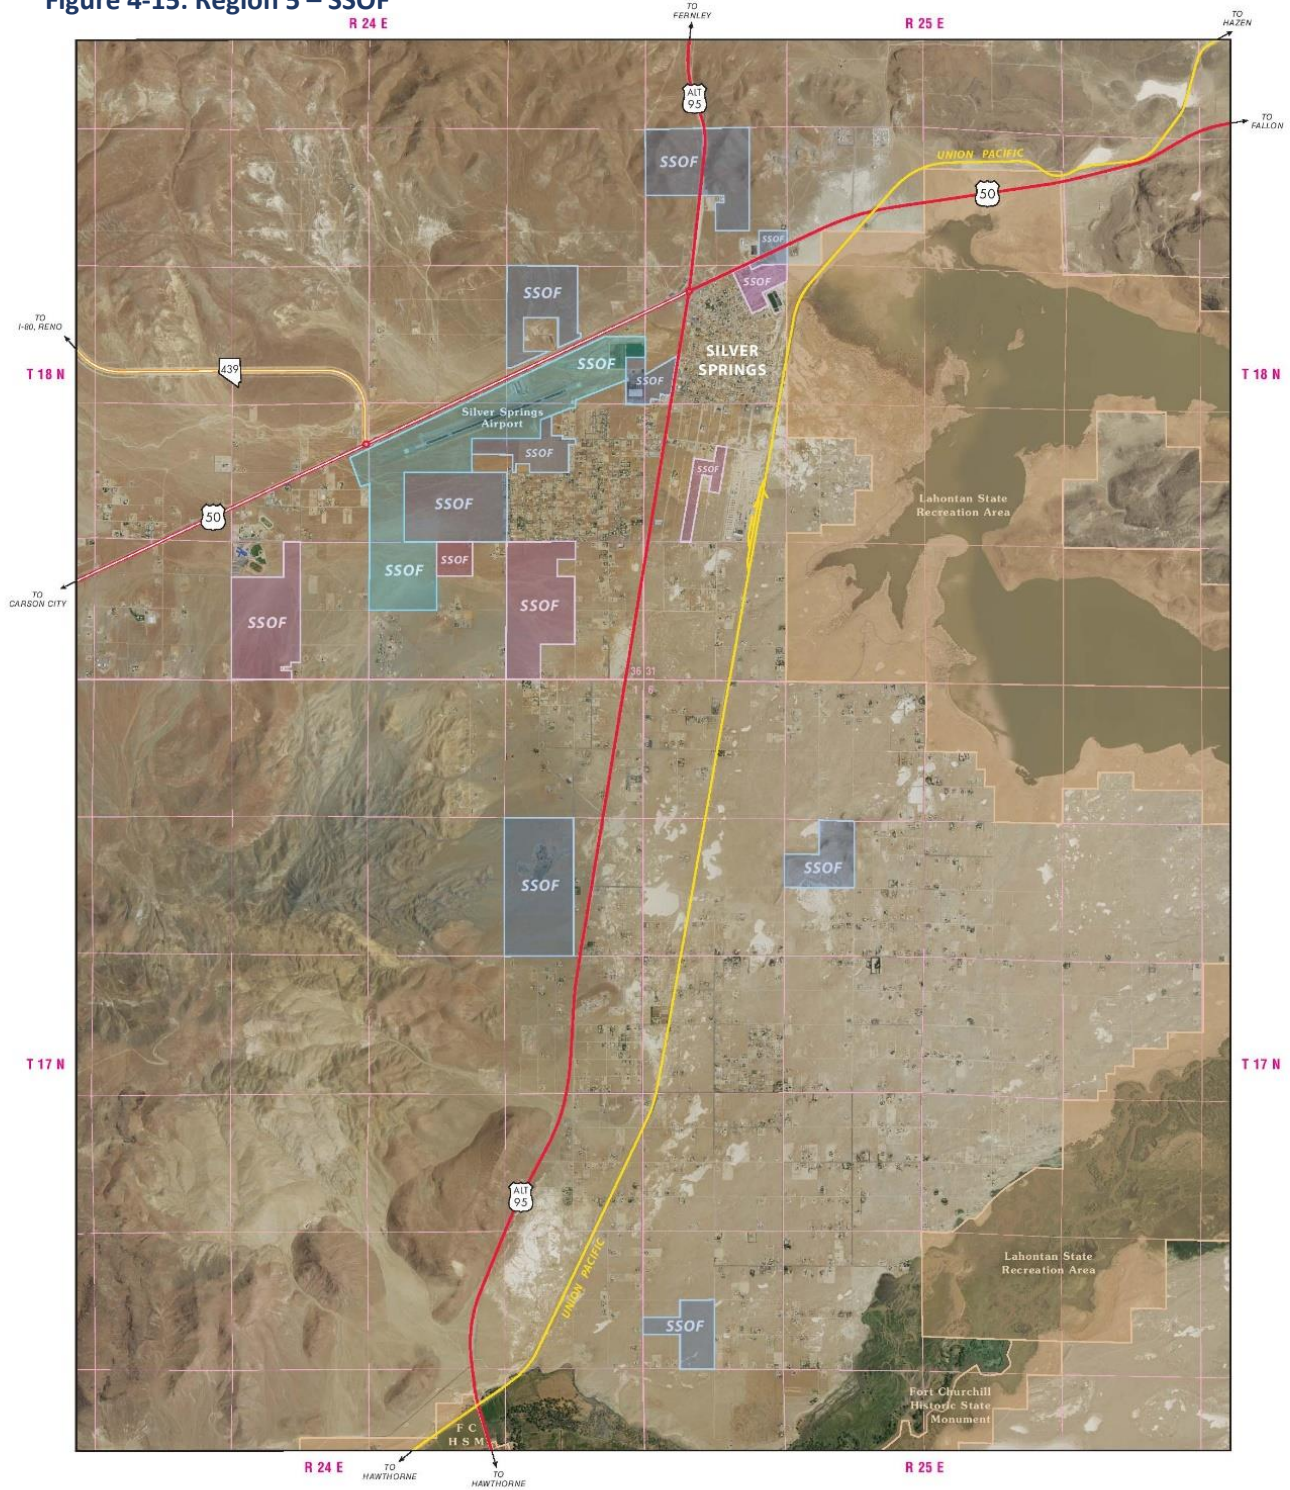 Figure 4-15: Region 5 – SSOF
R 24 E
TO
FERNLEY
R 25 E
TO
HAZEN
ALT
95
TO
FALLON
SSOF
UNION PACIFIC
50
SSOF
SSOF
SSOF
TO
I-80, RENO
439
T 18 N
SSOF
SILVER
SPRINGS
T 18 N
SSOF
Silver Springs
Airport
SSOF
SSOF
SSOF
Lahontan State
Recreation Area
50
SSOF
SSOF
TO
CARSON CITY
SSOF
SSOF
36 31
1 6
SSOF
SSOF
T 17 N
T 17 N
ALT
95
UNION PACIFIC
Lahontan State
Recreation Area
SSOF
Fort Churchill
Historic State
Monument
F C
H S M
R 24 E
TO
HAWTHORNE
TO
HAWTHORNE
R 25 E